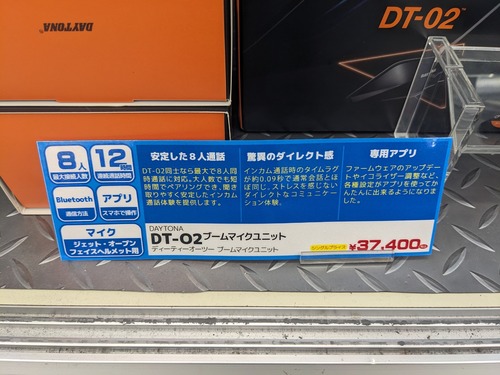 DAYTONA
DT-02
8人
最大接続人数
12時間
連続通話時間
Bluetooth
通信方法
アプリ
スマホで操作
マイク
ジェット・オープン
フェイスヘルメット用
安定した8人通話
DT-02同士なら最大で8人同
時通話に対応。大人数でも短
時間でペアリングでき、聞き
取りやすく安定したインカ
ム通話体験を提供します。
驚異のダイレクト感
インカム通話時のタイムラグ
が約0.09秒で通常会話とほ
ぼ同じ。ストレスを感じない
ダイレクトなコミュニケー
ション体験。
専用アプリ
ファームウェアのアップデー
トやイコライザー調整など、
各種設定がアプリを使ってか
んたんに出来るようになりま
した。
DAYTONA
DT-02 ブームマイクユニット
ディーティーオーツー ブームマイクユニット
シングルプライス
¥37,400